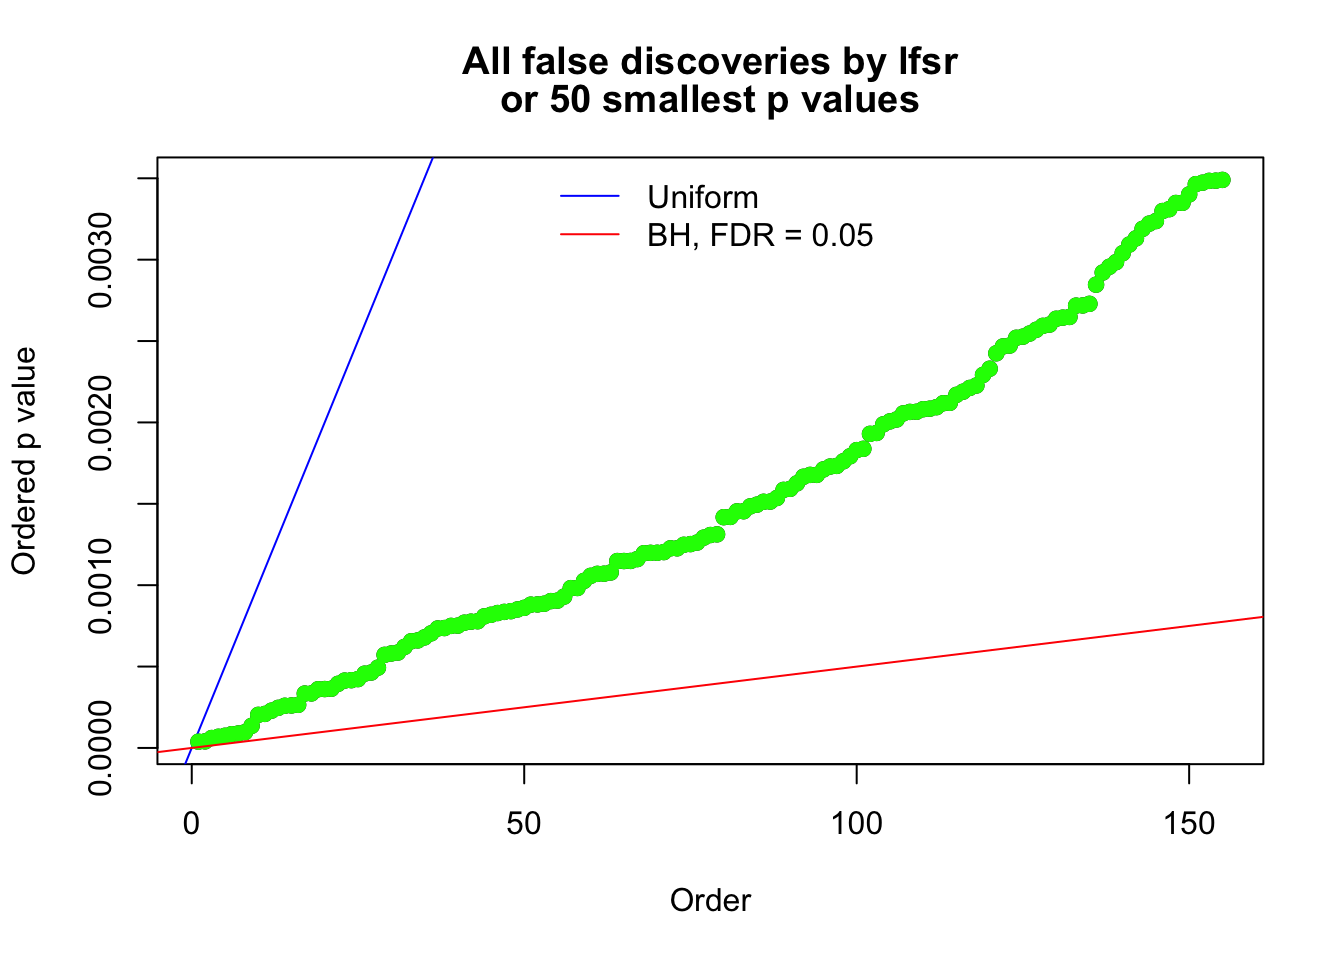 All false discoveries by lfsr
or 50 smallest p values
Uniform
BH, FDR = 0.05
Ordered p value
0.0030
0.0020
0.0010
0.0000
0
50
100
150
Order